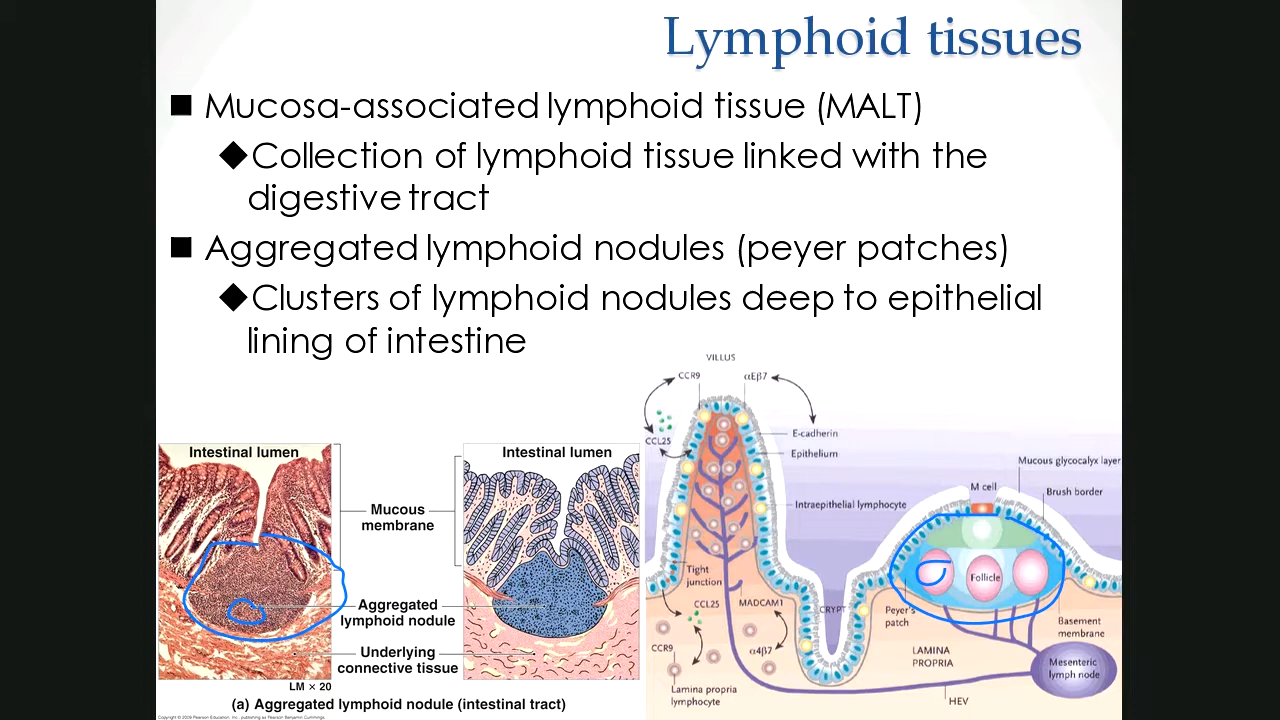 Lymphoid tissues
■ Mucosa-associated lymphoid tissue (MALT)
◆Collection of lymphoid tissue linked with the
digestive tract
■ Aggregated lymphoid nodules (peyer patches)
◆Clusters of lymphoid nodules deep to epithelial
lining of intestine
Intestinal lumen
Mucous
membrane
Aggregated
lymphoid nodule
Underlying
connective tissue
LM × 20
Intestinal lumen
(a) Aggregated lymphoid nodule (intestinal tract)
Copyright © 2009 Pearson Education, Inc., publishing as Pearson Benjamin Cummings.
VILLUS
CCR9
αEβ7
CCL25
E-cadherin
Epithelium
Intraepithelial lymphocyte
Mucous glycocalyx layer
M cell
Brush border
Tight
junction
CCL25
MADCAM1
CRYPT
Peyer's
patch
Follicle
Basement
membrane
CCR9
α4β7
LAMINA
PROPRIA
Mesenteric
lymph node
Lamina propria
lymphocyte
HEV